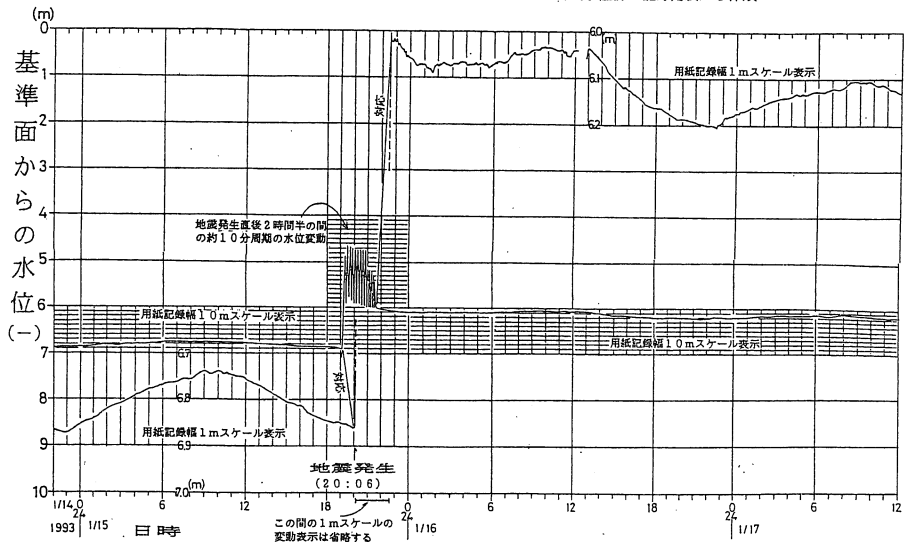 (m)
0
1
2
3
4
5
6
7
8
9
10
基準面からの水位(−)
60
(m)
6.1
6.2
用紙記録幅1mスケール表示
対応
地震発生直後2時間半の間
の約10分周期の水位変動
用紙記録幅10mスケール表示
6.7
用紙記録幅10mスケール表示
対応
6.8
用紙記録幅1mスケール表示
6.9
7.0(m)
地震発生
(20:06)
1/14 0 6 12 18 0 6 12 18 0 6 12
24 24 24
1993 1/15 日時 1/16 1/17
この間の1mスケールの
変動表示は省略する